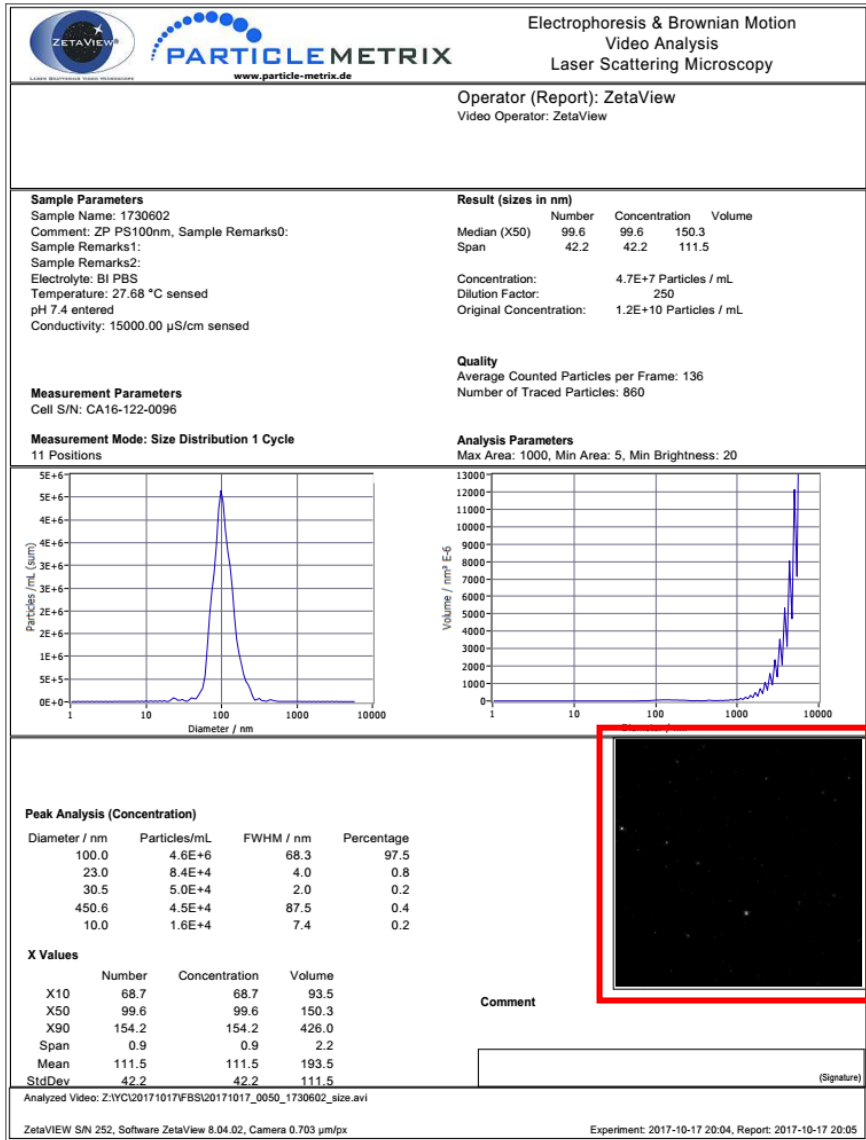 ZETAVIEW®
LASER SCATTERING VIDEO MICROSCOPE
PARTICLE METRIX
www.particle-metrix.de
Electrophoresis & Brownian Motion
Video Analysis
Laser Scattering Microscopy
Operator (Report): ZetaView
Video Operator: ZetaView
Sample Parameters
Sample Name: 1730602
Comment: ZP PS100nm, Sample Remarks0:
Sample Remarks1:
Sample Remarks2:
Electrolyte: BI PBS
Temperature: 27.68 °C sensed
pH 7.4 entered
Conductivity: 15000.00 µS/cm sensed
Measurement Parameters
Cell S/N: CA16-122-0096
Measurement Mode: Size Distribution 1 Cycle
11 Positions
Result (sizes in nm)
Number Concentration Volume
Median (X50) 99.6 99.6 150.3
Span 42.2 42.2 111.5
Concentration: 4.7E+7 Particles / mL
Dilution Factor: 250
Original Concentration: 1.2E+10 Particles / mL
Quality
Average Counted Particles per Frame: 136
Number of Traced Particles: 860
Analysis Parameters
Max Area: 1000, Min Area: 5, Min Brightness: 20
Particles /mL (sum)
5E+6
5E+6
4E+6
4E+6
3E+6
3E+6
2E+6
2E+6
1E+6
5E+5
0E+0
1 10 100 1000 10000
Diameter / nm
Volume / nm³ E-6
13000
12000
11000
10000
9000
8000
7000
6000
5000
4000
3000
2000
1000
0
1 10 100 1000 10000
Peak Analysis (Concentration)
Diameter / nm Particles/mL FWHM / nm Percentage
100.0 4.6E+6 68.3 97.5
23.0 8.4E+4 4.0 0.8
30.5 5.0E+4 2.0 0.2
450.6 4.5E+4 87.5 0.4
10.0 1.6E+4 7.4 0.2
X Values
Number Concentration Volume
X10 68.7 68.7 93.5
X50 99.6 99.6 150.3
X90 154.2 154.2 426.0
Span 0.9 0.9 2.2
Mean 111.5 111.5 193.5
StdDev 42.2 42.2 111.5
Comment
(Signature)
Analyzed Video: Z:\YC\20171017\FBS\20171017_0050_1730602_size.avi
ZetaVIEW S/N 252, Software ZetaView 8.04.02, Camera 0.703 µm/px
Experiment: 2017-10-17 20:04, Report: 2017-10-17 20:05